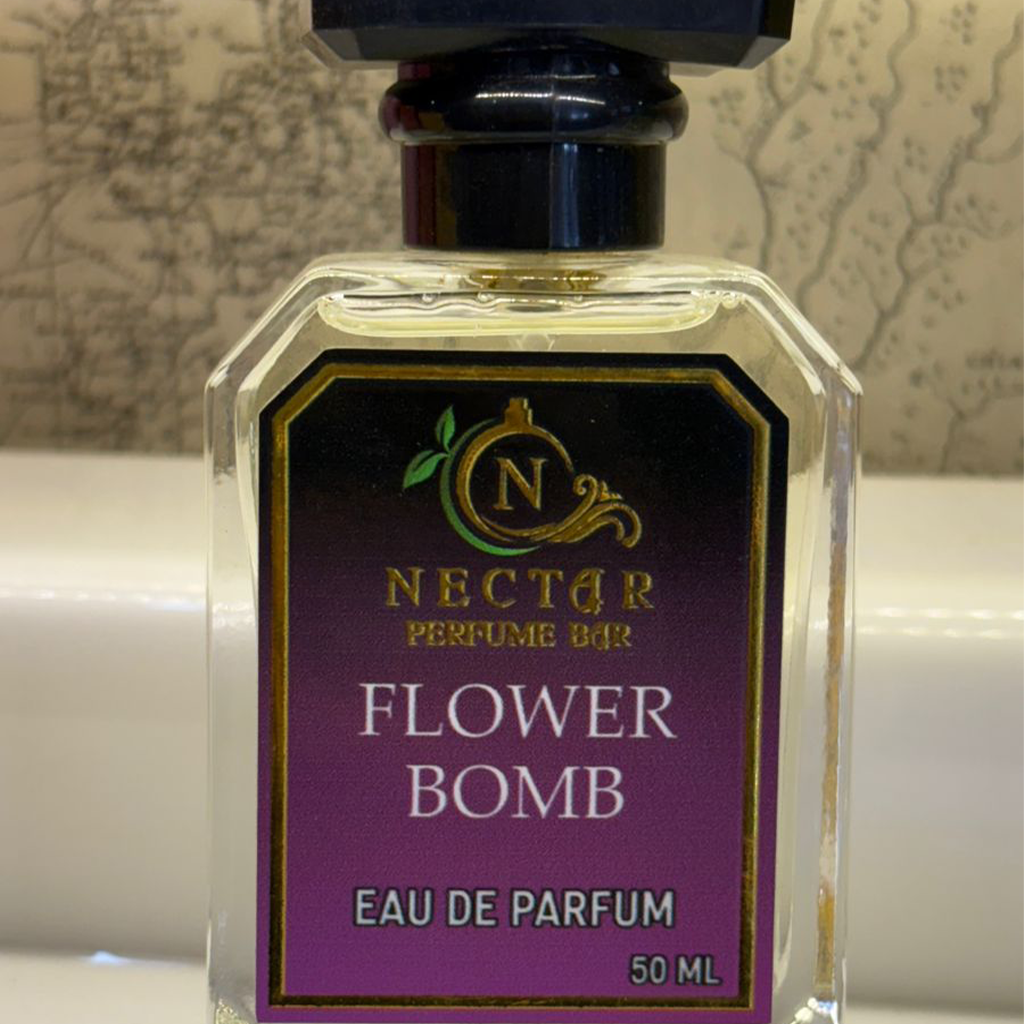 N
NECTAR
PERFUME BAR
FLOWER
BOMB
EAU DE PARFUM
50 ML